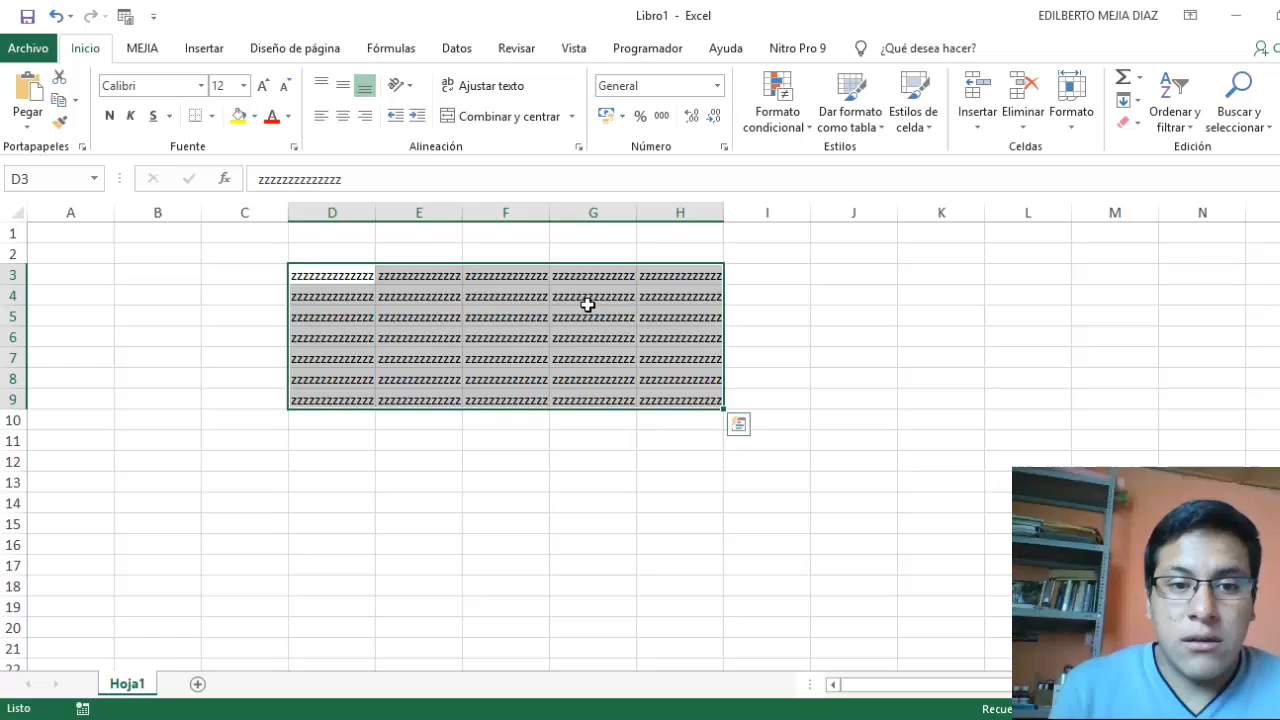 Libro1 - Excel
EDILBERTO MEJIA DIAZ
Archivo Inicio MEJIA Insertar Diseño de página Fórmulas Datos Revisar Vista Programador Ayuda Nitro Pro 9 ¿Qué desea hacer?
Pegar
Portapapeles
Calibri 12
N K S
Fuente
Ajustar texto
Combinar y centrar
Alineación
General
% 000
Número
Formato condicional
Dar formato como tabla
Estilos de celda
Estilos
Insertar Eliminar Formato
Celdas
Ordenar y filtrar
Buscar y seleccionar
Edición
D3 fx zzzzzzzzzzzzzz
A B C D E F G H I J K L M N
1
2
3 zzzzzzzzzzzzzz zzzzzzzzzzzzzz zzzzzzzzzzzzzz zzzzzzzzzzzzzz zzzzzzzzzzzzzz
4 zzzzzzzzzzzzzz zzzzzzzzzzzzzz zzzzzzzzzzzzzz zzzzzzzzzzzzzz zzzzzzzzzzzzzz
5 zzzzzzzzzzzzzz zzzzzzzzzzzzzz zzzzzzzzzzzzzz zzzzzzzzzzzzzz zzzzzzzzzzzzzz
6 zzzzzzzzzzzzzz zzzzzzzzzzzzzz zzzzzzzzzzzzzz zzzzzzzzzzzzzz zzzzzzzzzzzzzz
7 zzzzzzzzzzzzzz zzzzzzzzzzzzzz zzzzzzzzzzzzzz zzzzzzzzzzzzzz zzzzzzzzzzzzzz
8 zzzzzzzzzzzzzz zzzzzzzzzzzzzz zzzzzzzzzzzzzz zzzzzzzzzzzzzz zzzzzzzzzzzzzz
9 zzzzzzzzzzzzzz zzzzzzzzzzzzzz zzzzzzzzzzzzzz zzzzzzzzzzzzzz zzzzzzzzzzzzzz
10
11
12
13
14
15
16
17
18
19
20
21
22
Hoja1
Listo
Recue